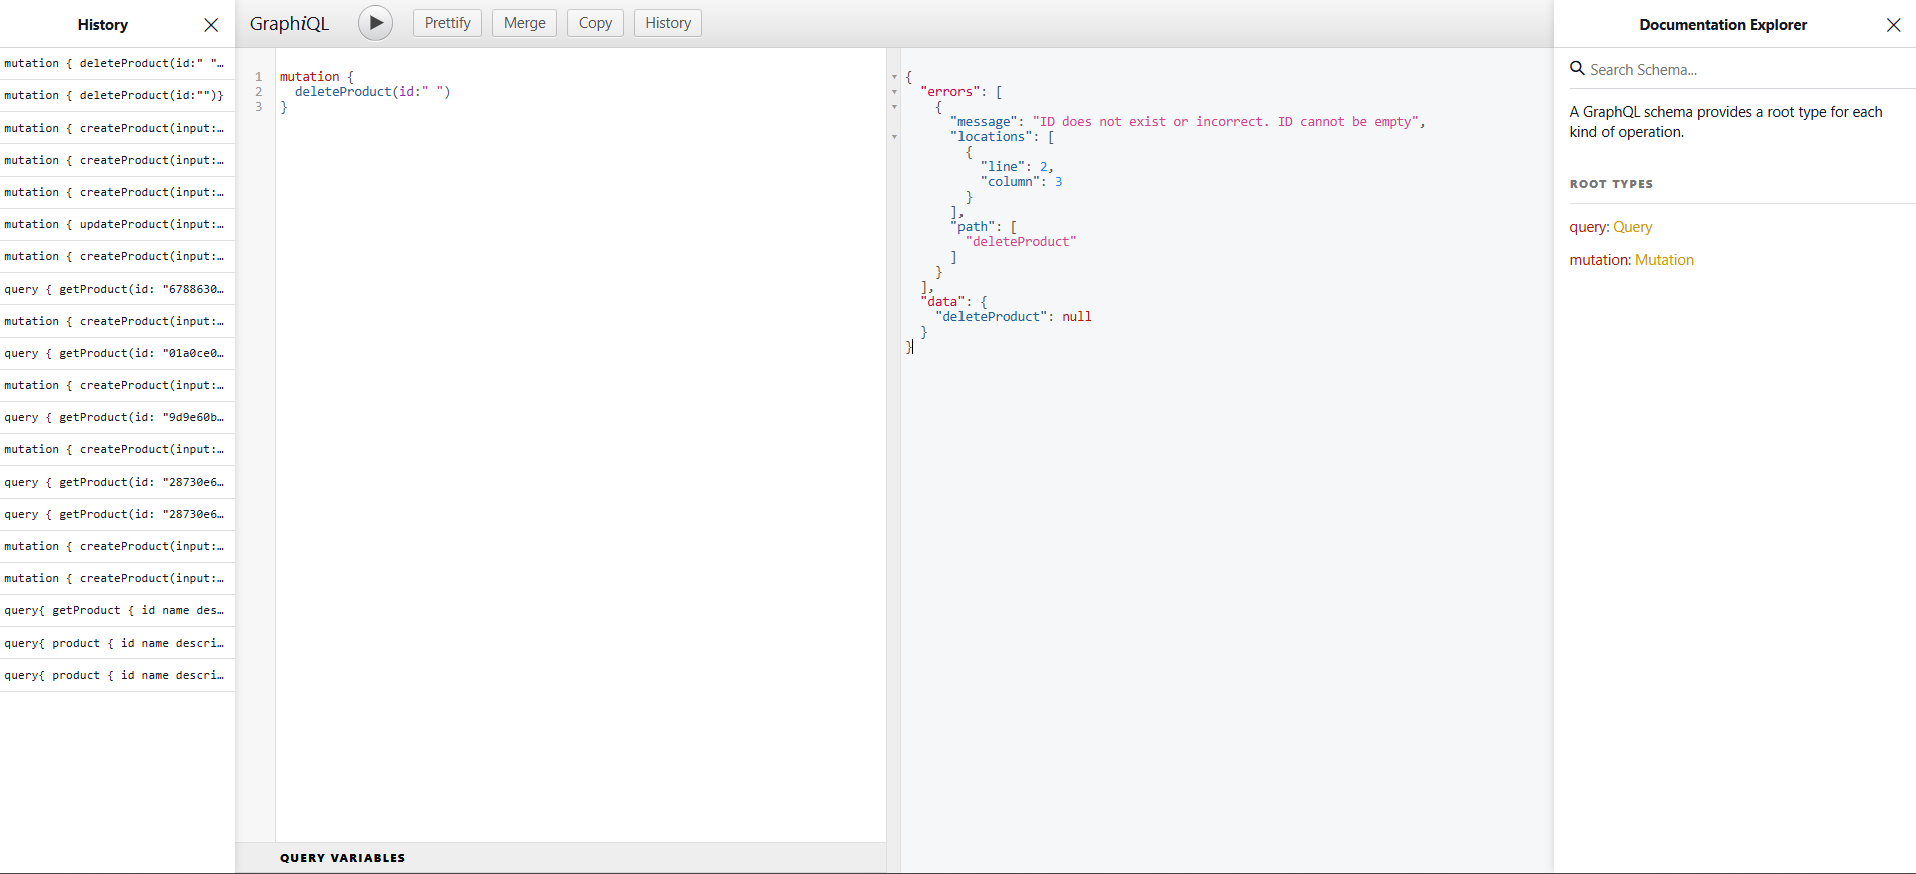 History
mutation { deleteProduct(id:" "…
mutation { deleteProduct(id:"")}
mutation { createProduct(input:…
mutation { createProduct(input:…
mutation { createProduct(input:…
mutation { updateProduct(input:…
mutation { createProduct(input:…
query { getProduct(id: "6788630…
mutation { createProduct(input:…
query { getProduct(id: "01a0ce0…
mutation { createProduct(input:…
query { getProduct(id: "9d9e60b…
mutation { createProduct(input:…
query { getProduct(id: "28730e6…
query { getProduct(id: "28730e6…
mutation { createProduct(input:…
mutation { createProduct(input:…
query{ getProduct { id name des…
query{ product { id name descri…
query{ product { id name descri…
GraphiQL
Prettify
Merge
Copy
History
1 mutation {
2   deleteProduct(id:" ")
3 }
QUERY VARIABLES
{
  "errors": [
    {
      "message": "ID does not exist or incorrect. ID cannot be empty",
      "locations": [
        {
          "line": 2,
          "column": 3
        }
      ],
      "path": [
        "deleteProduct"
      ]
    }
  ],
  "data": {
    "deleteProduct": null
  }
}
Documentation Explorer
Search Schema...
A GraphQL schema provides a root type for each
kind of operation.
ROOT TYPES
query: Query
mutation: Mutation